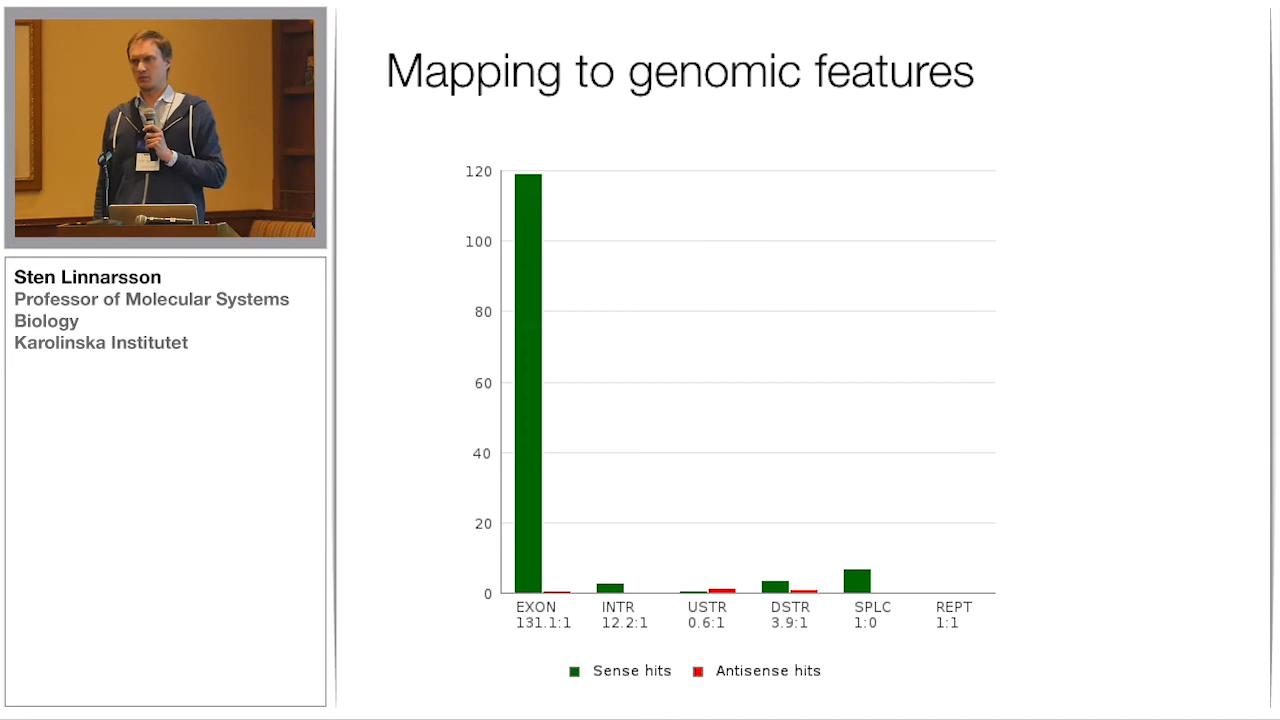 Mapping to genomic features
Sten Linnarsson
Professor of Molecular Systems
Biology
Karolinska Institutet
120
100
80
60
40
20
0
EXON INTR USTR DSTR SPLC REPT
131.1:1 12.2:1 0.6:1 3.9:1 1:0 1:1
Sense hits Antisense hits